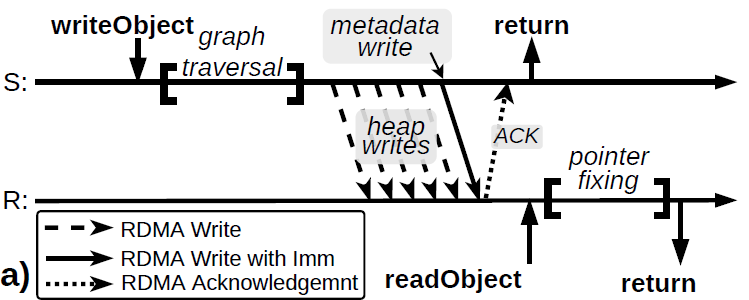 writeObject
graph
traversal
metadata
write
return
S:
heap
writes
ACK
pointer
fixing
R:
RDMA Write
RDMA Write with Imm
RDMA Acknowledgemnt
a)
readObject
return